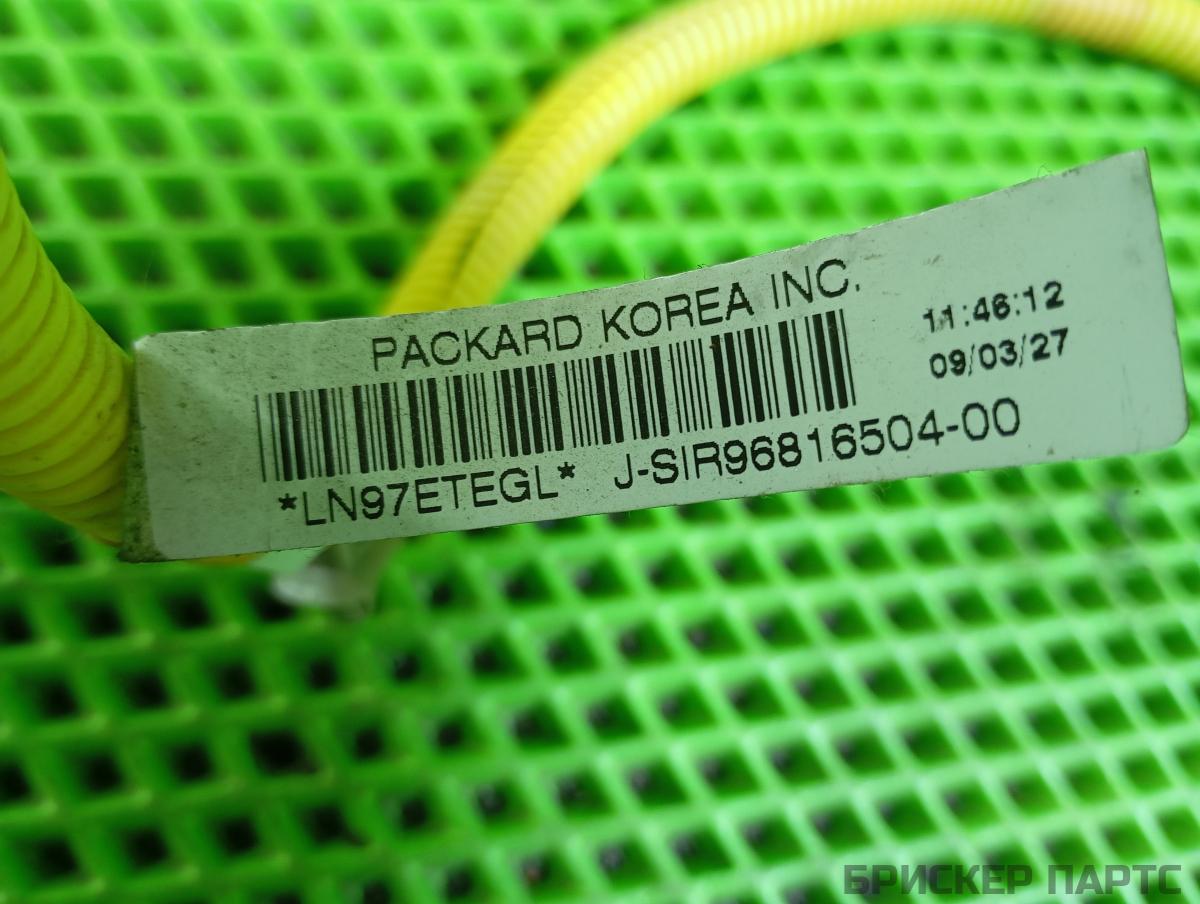 PACKARD KOREA INC.
11:46:12
09/03/27
*LN97ETEGL* J-SIR96816504-00
БРИСКЕР ПАРТС